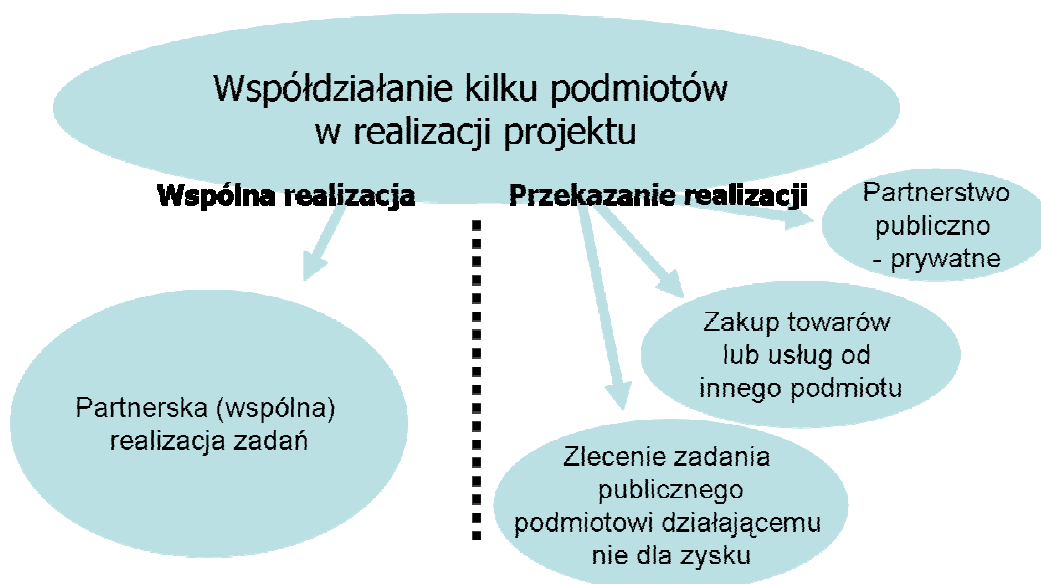 Współdziałanie kilku podmiotów
w realizacji projektu
Wspólna realizacja
Przekazanie realizacji
Partnerstwo
publiczno
- prywatne
Zakup towarów
lub usług od
innego podmiotu
Partnerska (wspólna)
realizacja zadań
Zlecenie zadania
publicznego
podmiotowi działającemu
nie dla zysku